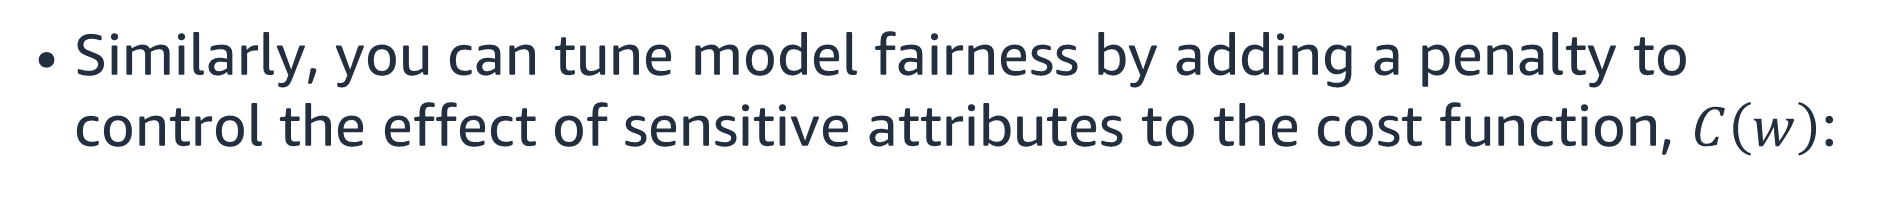 • Similarly, you can tune model fairness by adding a penalty to
control the effect of sensitive attributes to the cost function, C(w):